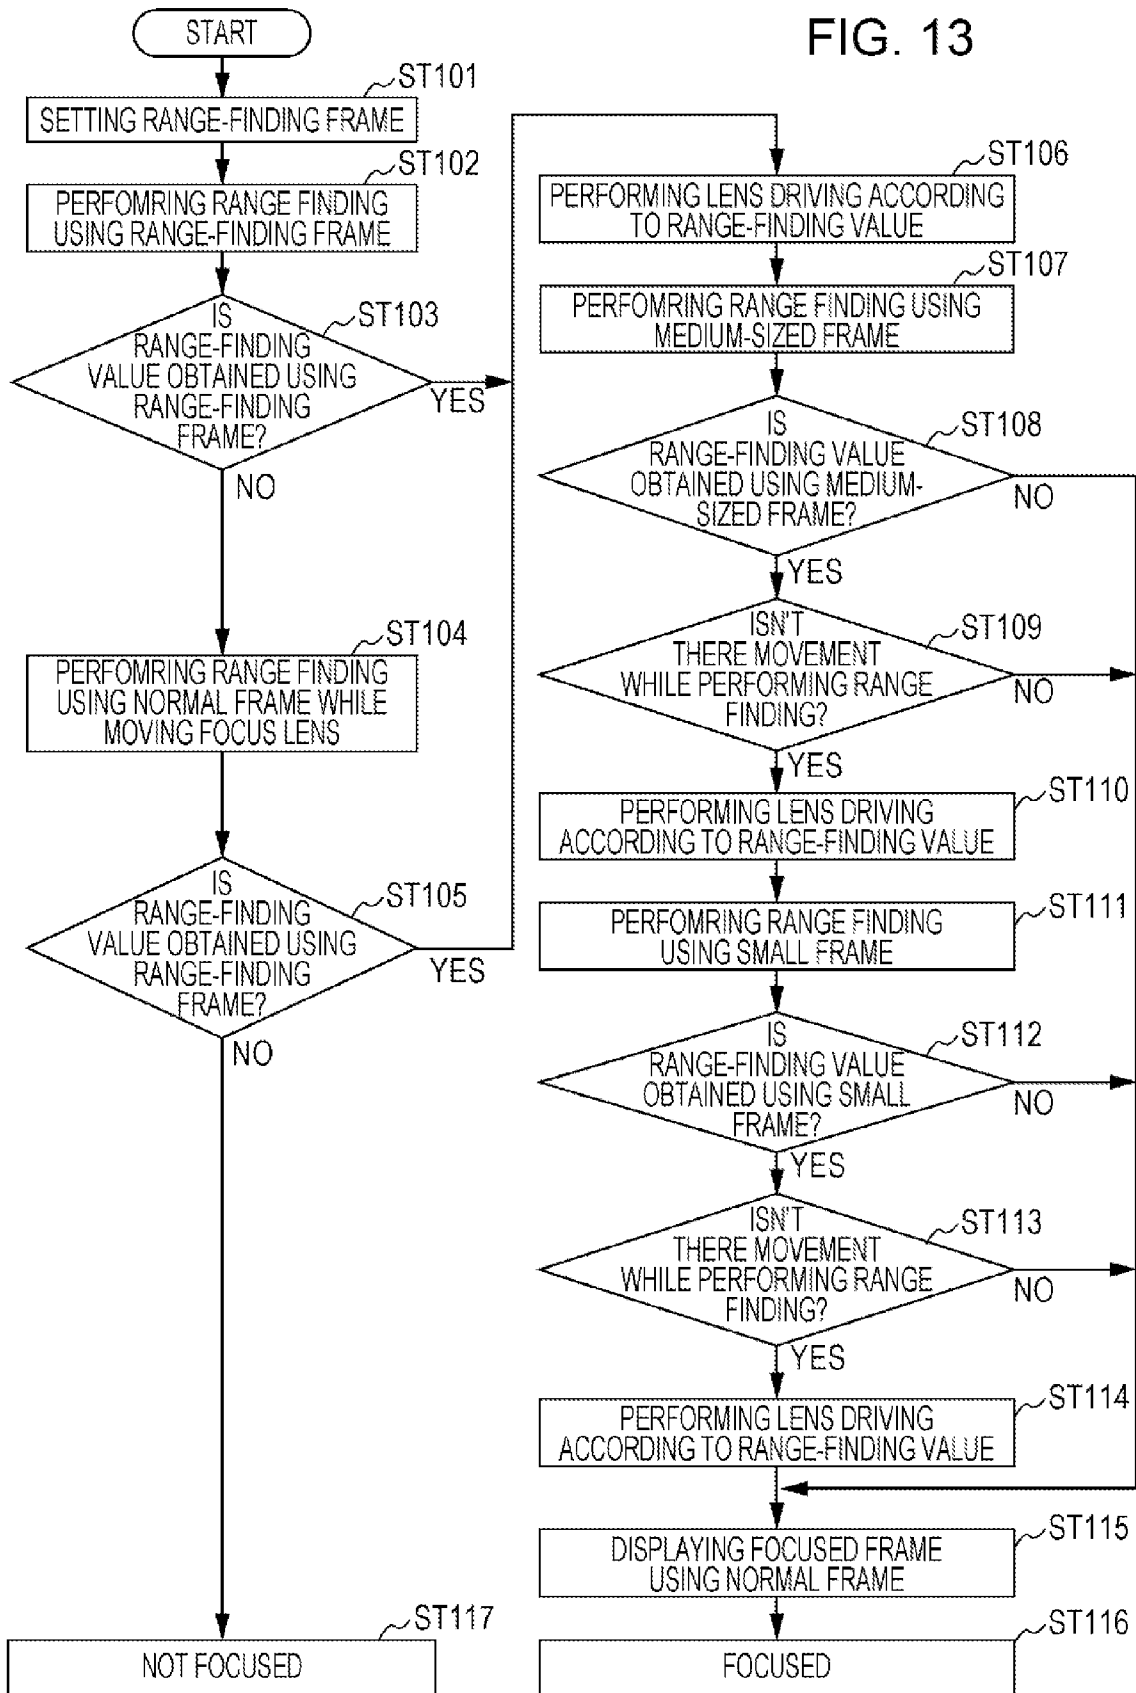 FIG. 13
START
ST101
SETTING RANGE-FINDING FRAME
ST102
PERFOMRING RANGE FINDING
USING RANGE-FINDING FRAME
ST103
IS
RANGE-FINDING
VALUE OBTAINED USING
RANGE-FINDING
FRAME?
YES
NO
ST104
PERFOMRING RANGE FINDING
USING NORMAL FRAME WHILE
MOVING FOCUS LENS
ST105
IS
RANGE-FINDING
VALUE OBTAINED USING
RANGE-FINDING
FRAME?
YES
NO
ST117
NOT FOCUSED
ST106
PERFORMING LENS DRIVING ACCORDING
TO RANGE-FINDING VALUE
ST107
PERFOMRING RANGE FINDING USING
MEDIUM-SIZED FRAME
ST108
IS
RANGE-FINDING VALUE
OBTAINED USING MEDIUM-
SIZED FRAME?
NO
YES
ST109
ISN'T
THERE MOVEMENT
WHILE PERFORMING RANGE
FINDING?
NO
YES
ST110
PERFORMING LENS DRIVING
ACCORDING TO RANGE-FINDING VALUE
ST111
PERFOMRING RANGE FINDING
USING SMALL FRAME
ST112
IS
RANGE-FINDING VALUE
OBTAINED USING SMALL
FRAME?
NO
YES
ST113
ISN'T
THERE MOVEMENT
WHILE PERFORMING RANGE
FINDING?
NO
YES
ST114
PERFORMING LENS DRIVING
ACCORDING TO RANGE-FINDING VALUE
ST115
DISPLAYING FOCUSED FRAME
USING NORMAL FRAME
ST116
FOCUSED